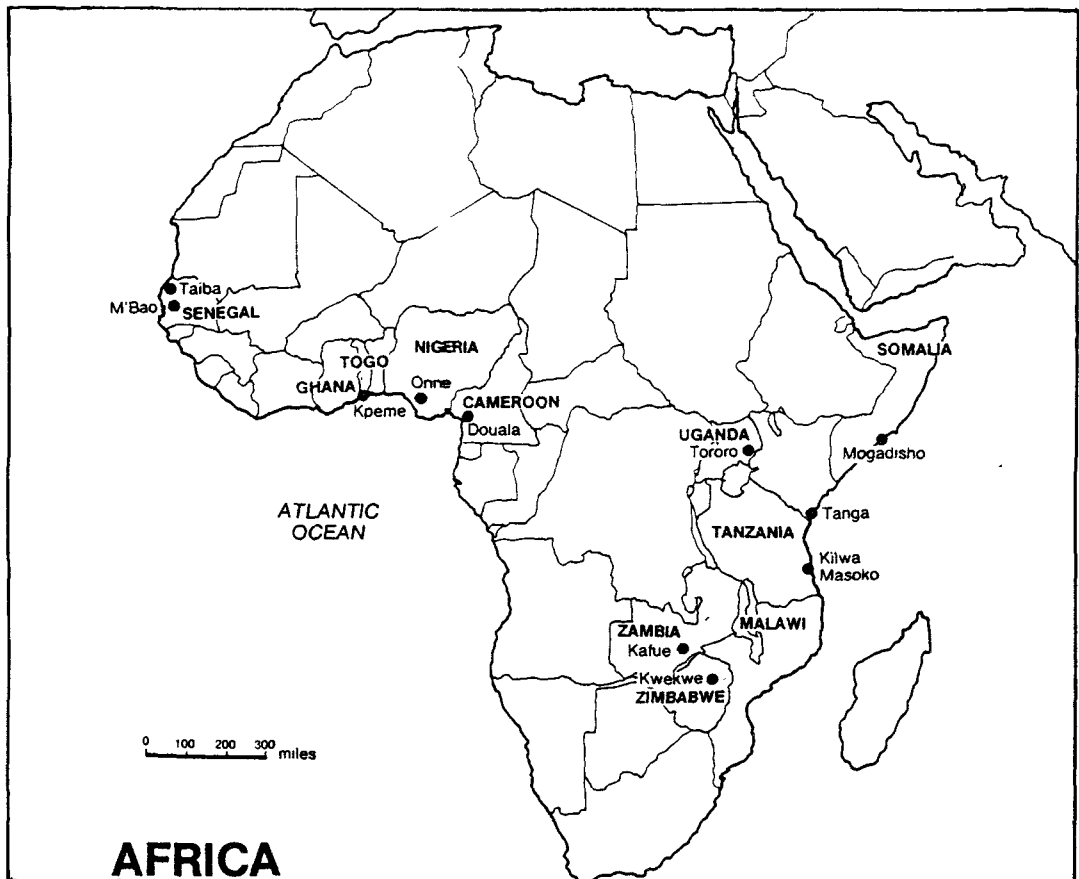 Taiba
M'Bao
SENEGAL
SOMALIA
NIGERIA
TOGO
GHANA
Onne
CAMEROON
Kpeme
Douala
UGANDA
Tororo
Mogadisho
ATLANTIC
OCEAN
Tanga
TANZANIA
Kilwa
Masoko
MALAWI
ZAMBIA
Kafue
Kwekwe
ZIMBABWE
0 100 200 300 miles
AFRICA